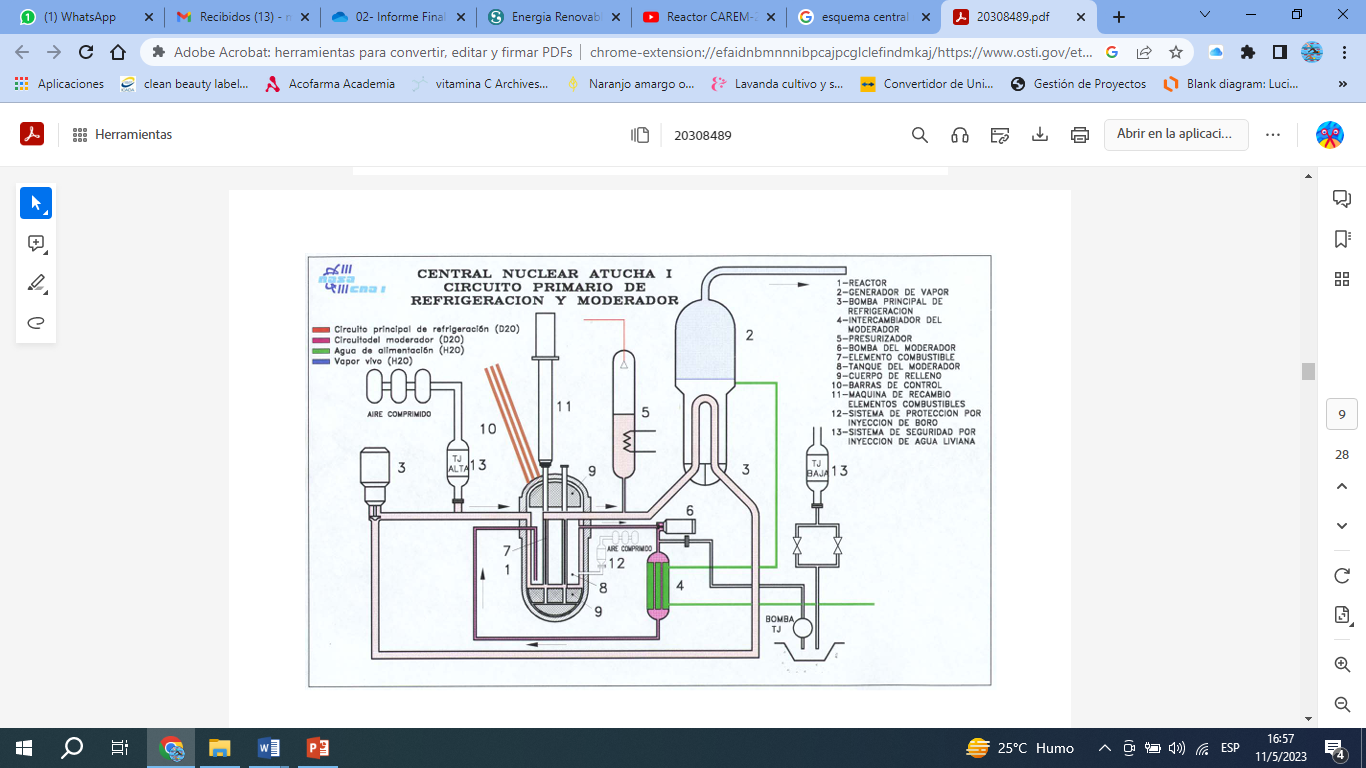 (1) WhatsApp
Recibidos (13) - n
02- Informe Final
Energia Renovab
Reactor CAREM-2
esquema central
20308489.pdf
Adobe Acrobat: herramientas para convertir, editar y firmar PDFs | chrome-extension://efaidnbmnnnibpcajpcglclefindmkaj/https://www.osti.gov/et...
Aplicaciones
clean beauty label...
Acofarma Academia
vitamina C Archives...
Naranjo amargo o...
Lavanda cultivo y s...
Convertidor de Uni...
Gestión de Proyectos
Blank diagram: Luci...
»
Herramientas
20308489
Abrir en la aplicaci...
CENTRAL NUCLEAR ATUCHA I
CIRCUITO PRIMARIO DE
REFRIGERACION Y MODERADOR
nasa
cna I
Circuito principal de refrigeración (D2O)
Circuitodel moderador (D2O)
Agua de alimentación (H2O)
Vapor vivo (H2O)
1-REACTOR
2-GENERADOR DE VAPOR
3-BOMBA PRINCIPAL DE
REFRIGERACION
4-INTERCAMBIADOR DEL
MODERADOR
5-PRESURIZADOR
6-BOMBA DEL MODERADOR
7-ELEMENTO COMBUSTIBLE
8-TANQUE DEL MODERADOR
9-CUERPO DE RELLENO
10-BARRAS DE CONTROL
11-MAQUINA DE RECAMBIO
ELEMENTOS COMBUSTIBLES
12-SISTEMA DE PROTECCION POR
INYECCION DE BORO
13-SISTEMA DE SEGURIDAD POR
INYECCION DE AGUA LIVIANA
AIRE COMPRIMIDO
2
11
5
10
3
TJ
ALTA
13
9
3
TJ
BAJA
13
6
7
AIRE COMPRIMIDO
1
12
8
4
9
BOMBA
TJ
9
28
25°C Humo
ESP
16:57
11/5/2023
4